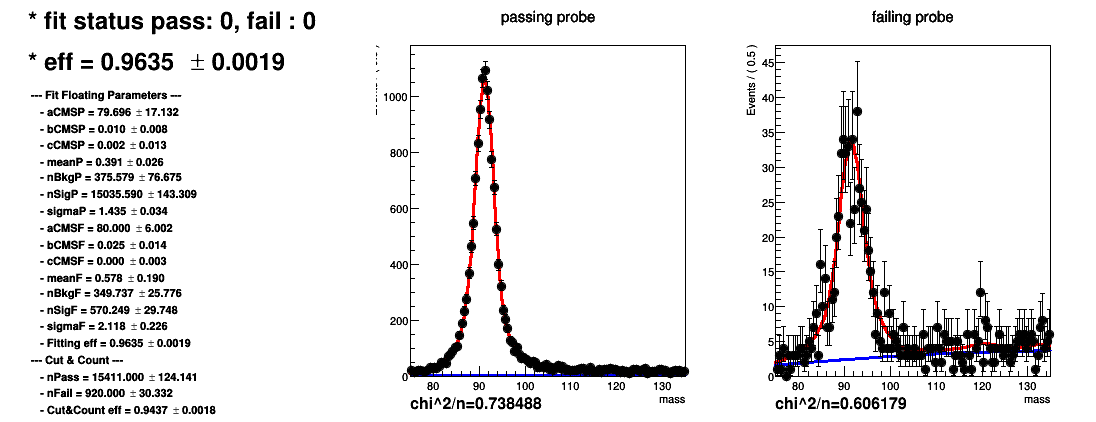 * fit status pass: 0, fail : 0
* eff = 0.9635 ± 0.0019
--- Fit Floating Parameters ---
- aCMSP = 79.696 ± 17.132
- bCMSP = 0.010 ± 0.008
- cCMSP = 0.002 ± 0.013
- meanP = 0.391 ± 0.026
- nBkgP = 375.579 ± 76.675
- nSigP = 15035.590 ± 143.309
- sigmaP = 1.435 ± 0.034
- aCMSF = 80.000 ± 6.002
- bCMSF = 0.025 ± 0.014
- cCMSF = 0.000 ± 0.003
- meanF = 0.578 ± 0.190
- nBkgF = 349.737 ± 25.776
- nSigF = 570.249 ± 29.748
- sigmaF = 2.118 ± 0.226
- Fitting eff = 0.9635 ± 0.0019
--- Cut & Count ---
- nPass = 15411.000 ± 124.141
- nFail = 920.000 ± 30.332
- Cut&Count eff = 0.9437 ± 0.0018
passing probe
1000
800
600
400
200
0
80 90 100 110 120 130
mass
chi^2/n=0.738488
failing probe
Events / ( 0.5 )
45
40
35
30
25
20
15
10
5
0
80 90 100 110 120 130
mass
chi^2/n=0.606179